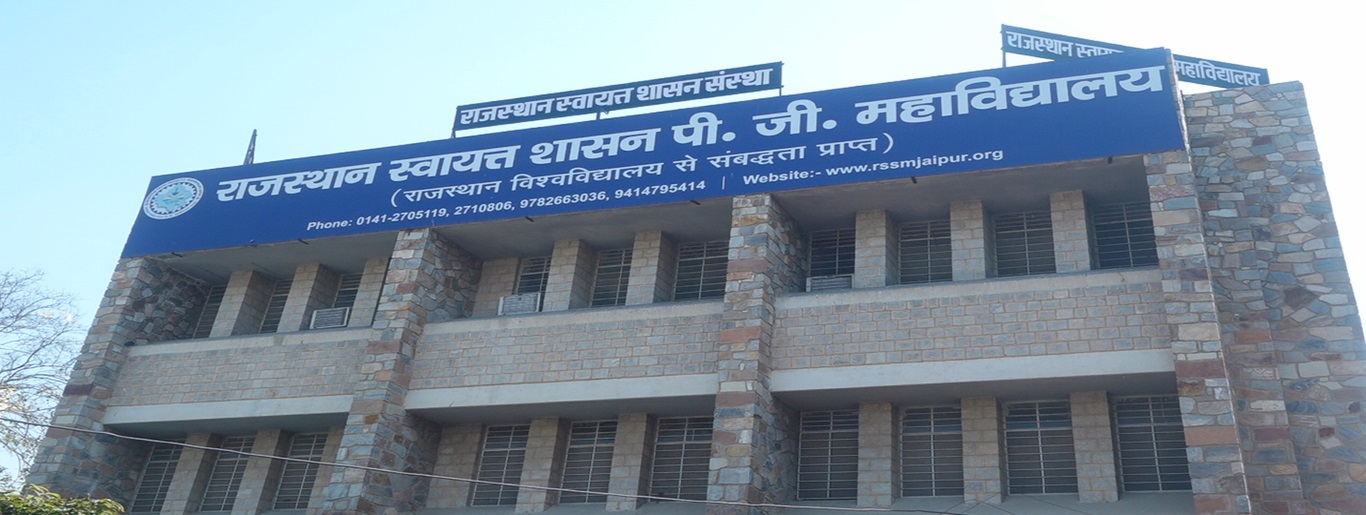 राजस्थान स्वायत्त शासन संस्था
राजस्थान महाविद्यालय
राजस्थान स्वायत्त शासन पी. जी. महाविद्यालय
(राजस्थान विश्वविद्यालय से संबद्धता प्राप्त)
Phone: 0141-2705119, 2710806, 9782663036, 9414795414 | Website:- www.rssmjaipur.org